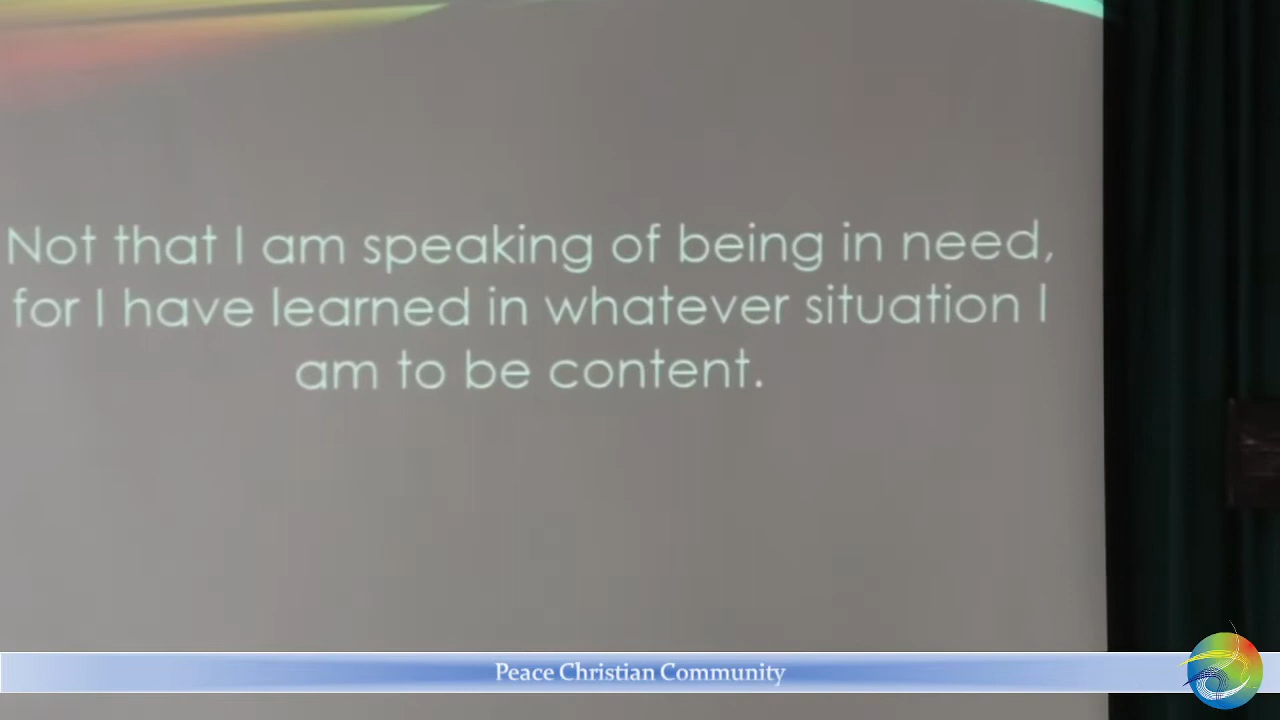 Not that I am speaking of being in need,
for I have learned in whatever situation I
am to be content.
Peace Christian Community